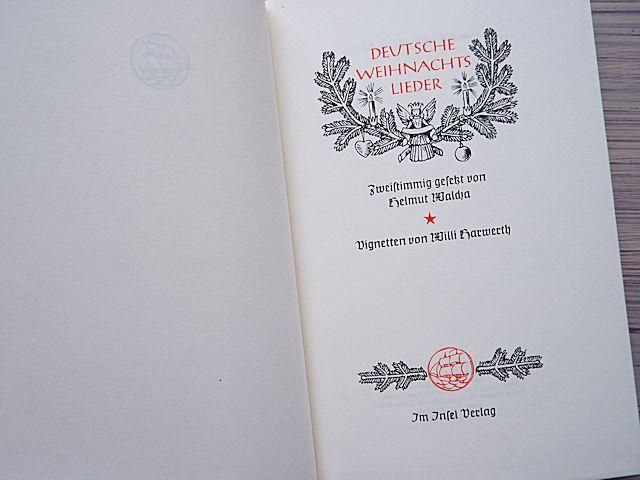 DEUTSCHE
WEIHNACHTS
LIEDER
Zweiſtimmig geſetzt von
Helmut Walcha
Vignetten von Willi Harwerth
Im Inſel Verlag